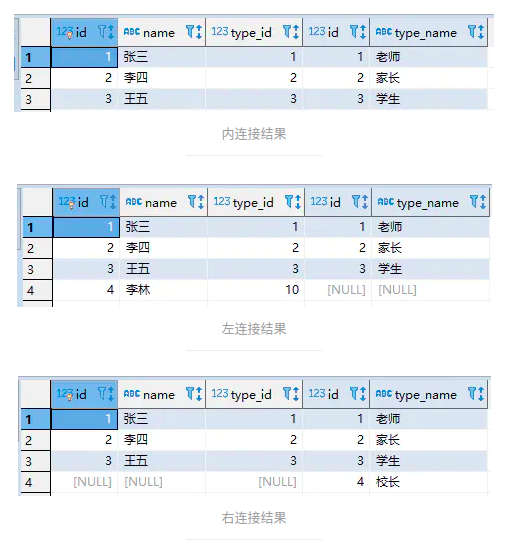 123 id ABC name 123 type_id 123 id ABC type_name
1 1 张三 1 1 老师
2 2 李四 2 2 家长
3 3 王五 3 3 学生
内连接结果
123 id ABC name 123 type_id 123 id ABC type_name
1 1 张三 1 1 老师
2 2 李四 2 2 家长
3 3 王五 3 3 学生
4 4 李林 10 [NULL] [NULL]
左连接结果
123 id ABC name 123 type_id 123 id ABC type_name
1 1 张三 1 1 老师
2 2 李四 2 2 家长
3 3 王五 3 3 学生
4 [NULL] [NULL] [NULL] 4 校长
右连接结果